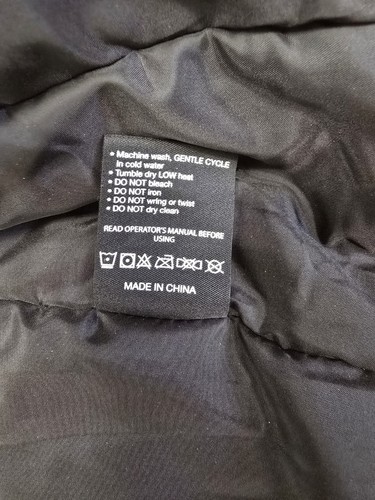 • Machine wash, GENTLE CYCLE
in cold water
• Tumble dry LOW heat
• DO NOT bleach
• DO NOT iron
• DO NOT wring or twist
• DO NOT dry clean
READ OPERATOR'S MANUAL BEFORE
USING
MADE IN CHINA